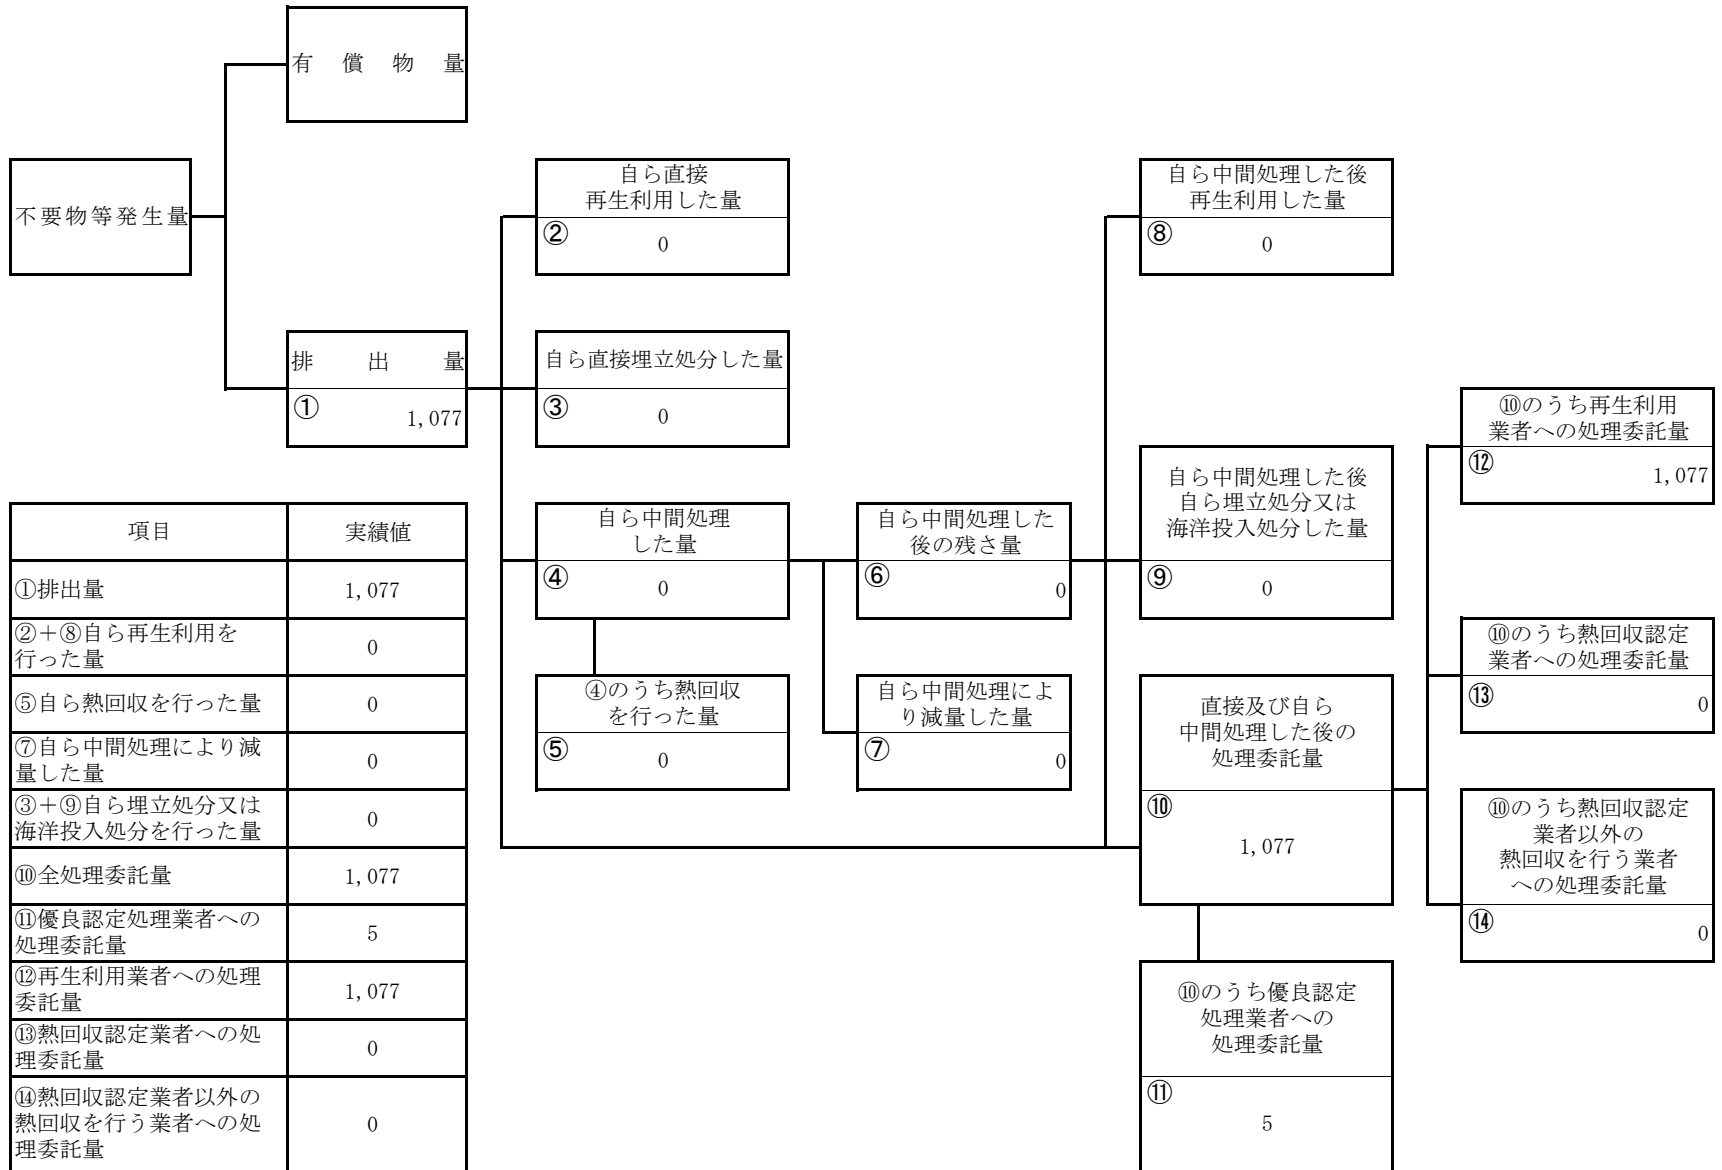 有償物量
不要物等発生量
排出量
①
1,077
自ら直接
再生利用した量
②
0
自ら直接埋立処分した量
③
0
自ら中間処理
した量
④
0
④のうち熱回収
を行った量
⑤
0
自ら中間処理した
後の残さ量
⑥
0
自ら中間処理によ
り減量した量
⑦
0
自ら中間処理した後
再生利用した量
⑧
0
自ら中間処理した後
自ら埋立処分又は
海洋投入処分した量
⑨
0
直接及び自ら
中間処理した後の
処理委託量
⑩
1,077
⑩のうち優良認定
処理業者への
処理委託量
⑪
5
⑩のうち再生利用
業者への処理委託量
⑫
1,077
⑩のうち熱回収認定
業者への処理委託量
⑬
0
⑩のうち熱回収認定
業者以外の
熱回収を行う業者
への処理委託量
⑭
0
項目 実績値
①排出量 1,077
②＋⑧自ら再生利用を
行った量 0
⑤自ら熱回収を行った量 0
⑦自ら中間処理により減
量した量 0
③＋⑨自ら埋立処分又は
海洋投入処分を行った量 0
⑩全処理委託量 1,077
⑪優良認定処理業者への
処理委託量 5
⑫再生利用業者への処理
委託量 1,077
⑬熱回収認定業者への処
理委託量 0
⑭熱回収認定業者以外の
熱回収を行う業者への処
理委託量 0